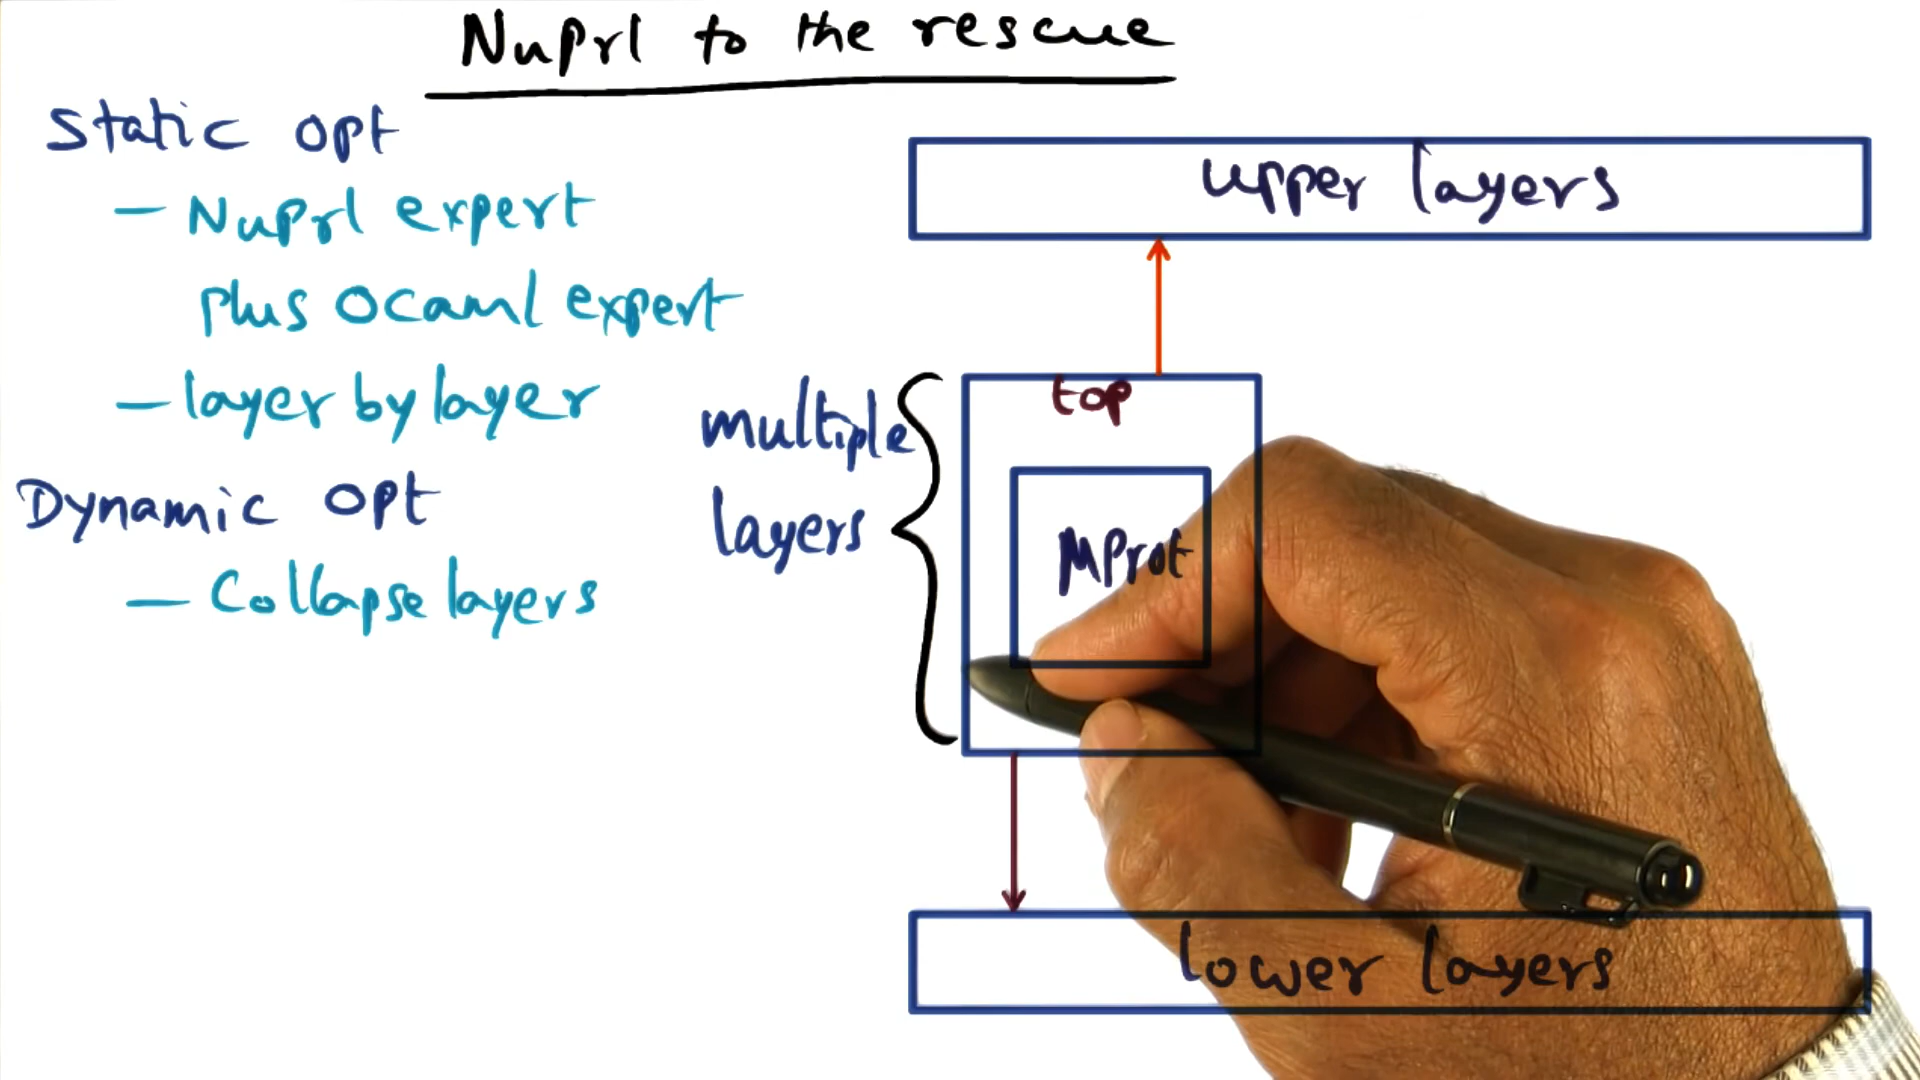 NuPrl to the rescue
Static opt
- NuPrl expert
plus OCaml expert
- layer by layer
Dynamic opt
- Collapse layers
upper layers
top
multiple
layers
MProt
lower layers